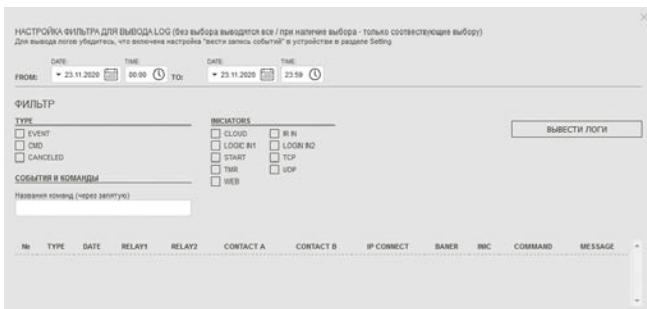 НАСТРОЙКА ФИЛЬТРА ДЛЯ ВЫВОДА LOG (без выбора выводятся все / при наличие выбора - только соотвествующие выбору)
Для вывода логов убедитесь, что включена настройка "вести запись событий" в устройстве в разделе Setting
DATE: TIME: DATE: TIME:
FROM: 23.11.2020 00:00 TO: 23.11.2020 23:59
ФИЛЬТР
TYPE INICIATORS
EVENT CLOUD IR IN
CMD LOGIC IN1 LOGIN IN2
CANCELED START TCP
TMR UDP
WEB
ВЫВЕСТИ ЛОГИ
СОБЫТИЯ И КОМАНДЫ
Названия команд (через запятую)
№ TYPE DATE RELAY1 RELAY2 CONTACT A CONTACT B IP CONNECT BANER INIC COMMAND MESSAGE